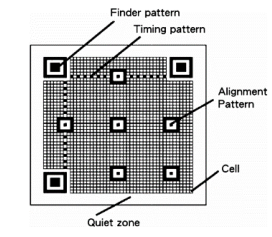 Finder pattern
Timing pattern
Alignment
Pattern
Cell
Quiet zone